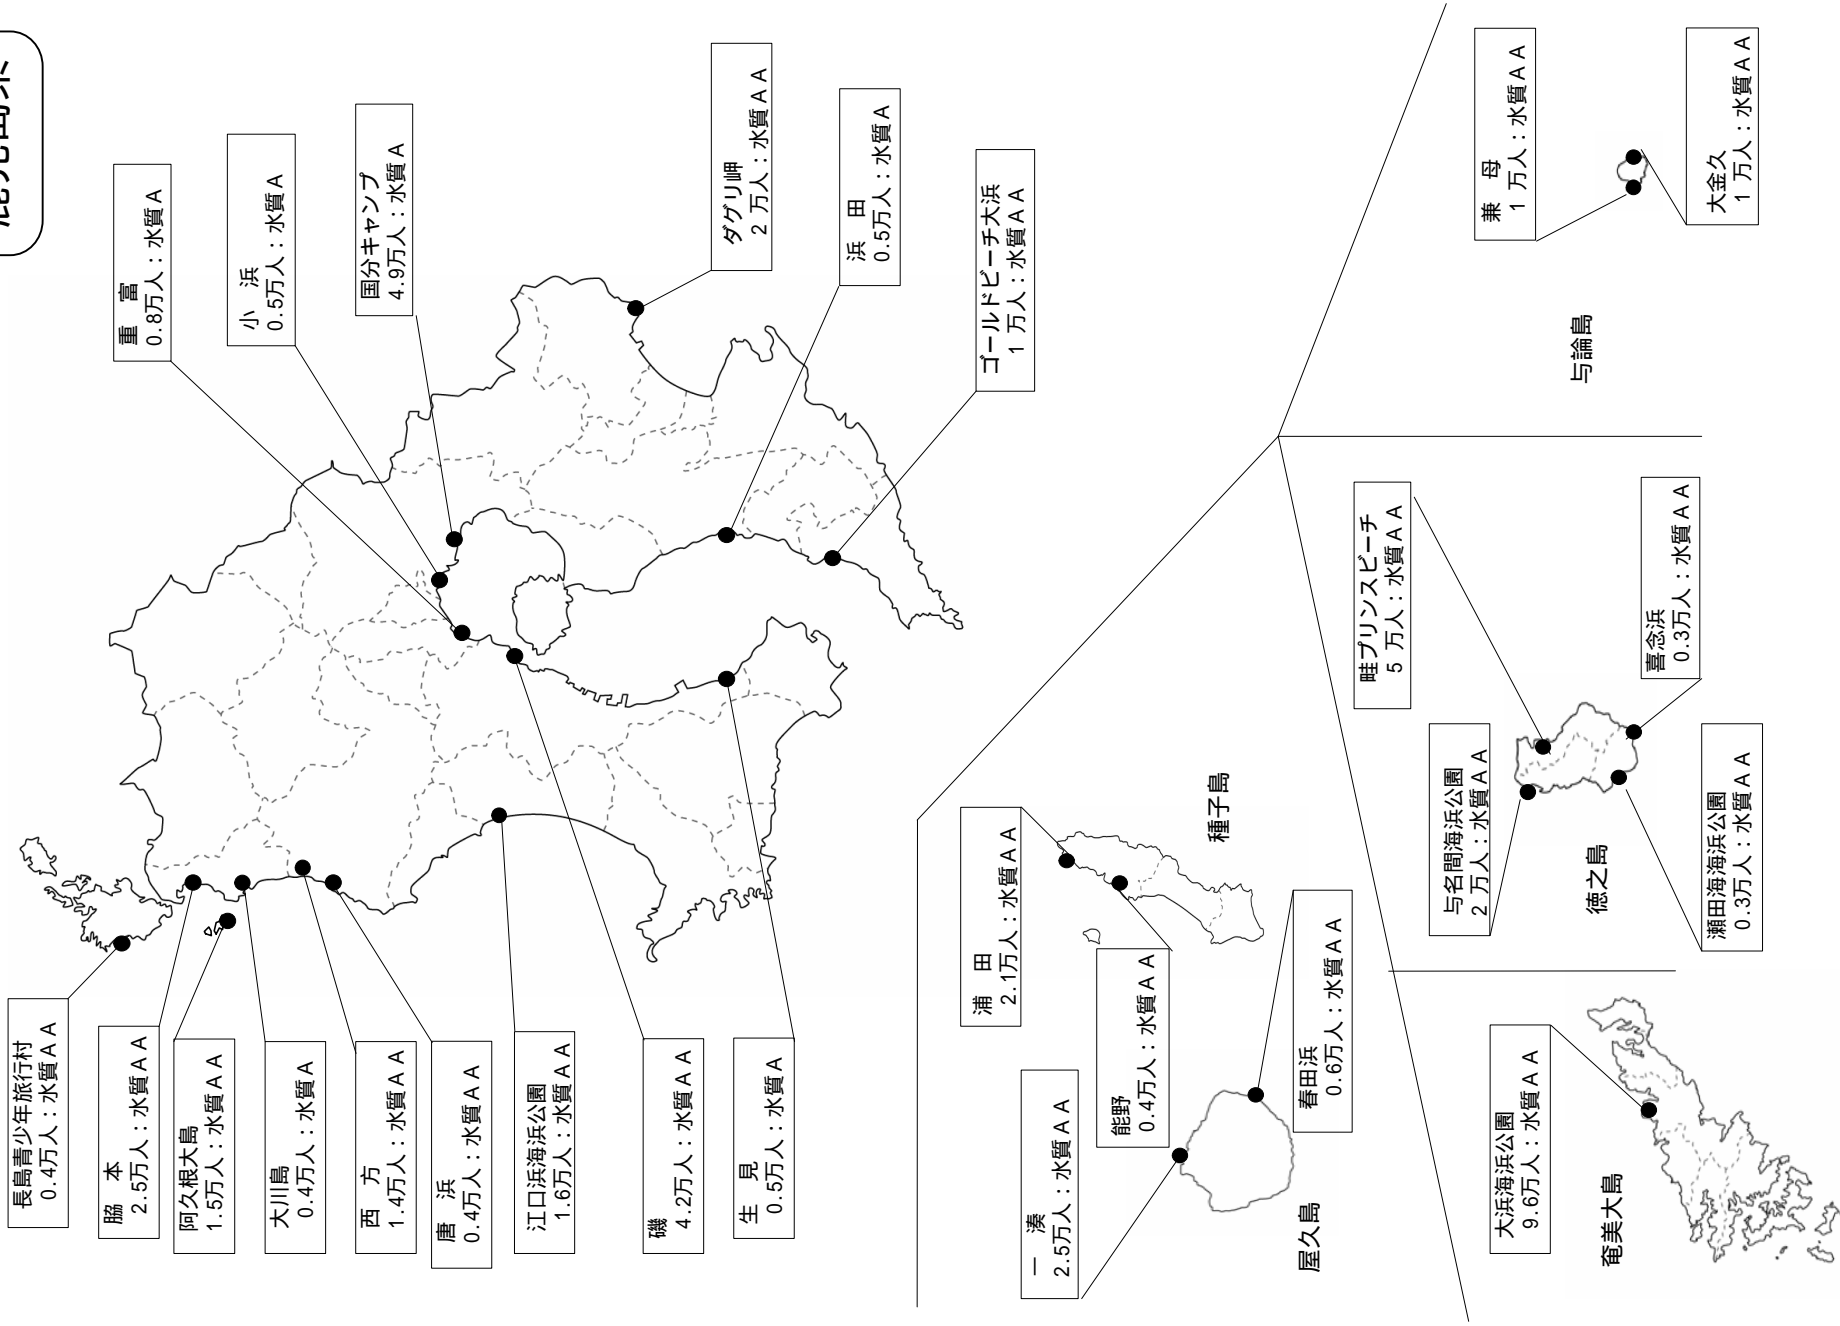 鹿児島県
長島青少年旅行村
0.4万人：水質ＡＡ
脇　本
2.5万人：水質ＡＡ
阿久根大島
1.5万人：水質ＡＡ
大川島
0.4万人：水質Ａ
西　方
1.4万人：水質ＡＡ
唐　浜
0.4万人：水質ＡＡ
江口浜海浜公園
1.6万人：水質ＡＡ
磯
4.2万人：水質ＡＡ
生　見
0.5万人：水質Ａ
重　富
0.8万人：水質Ａ
小　浜
0.5万人：水質Ａ
国分キャンプ
4.9万人：水質Ａ
ダグリ岬
２万人：水質ＡＡ
浜　田
0.5万人：水質Ａ
ゴールドビーチ大浜
１万人：水質ＡＡ
浦　田
2.1万人：水質ＡＡ
能野
0.4万人：水質ＡＡ
種子島
一　湊
2.5万人：水質ＡＡ
春田浜
0.6万人：水質ＡＡ
屋久島
畦プリンスビーチ
５万人：水質ＡＡ
与名間海浜公園
２万人：水質ＡＡ
喜念浜
0.3万人：水質ＡＡ
瀬田海海浜公園
0.3万人：水質ＡＡ
徳之島
大浜海浜公園
9.6万人：水質ＡＡ
奄美大島
兼　母
１万人：水質ＡＡ
大金久
１万人：水質ＡＡ
与論島